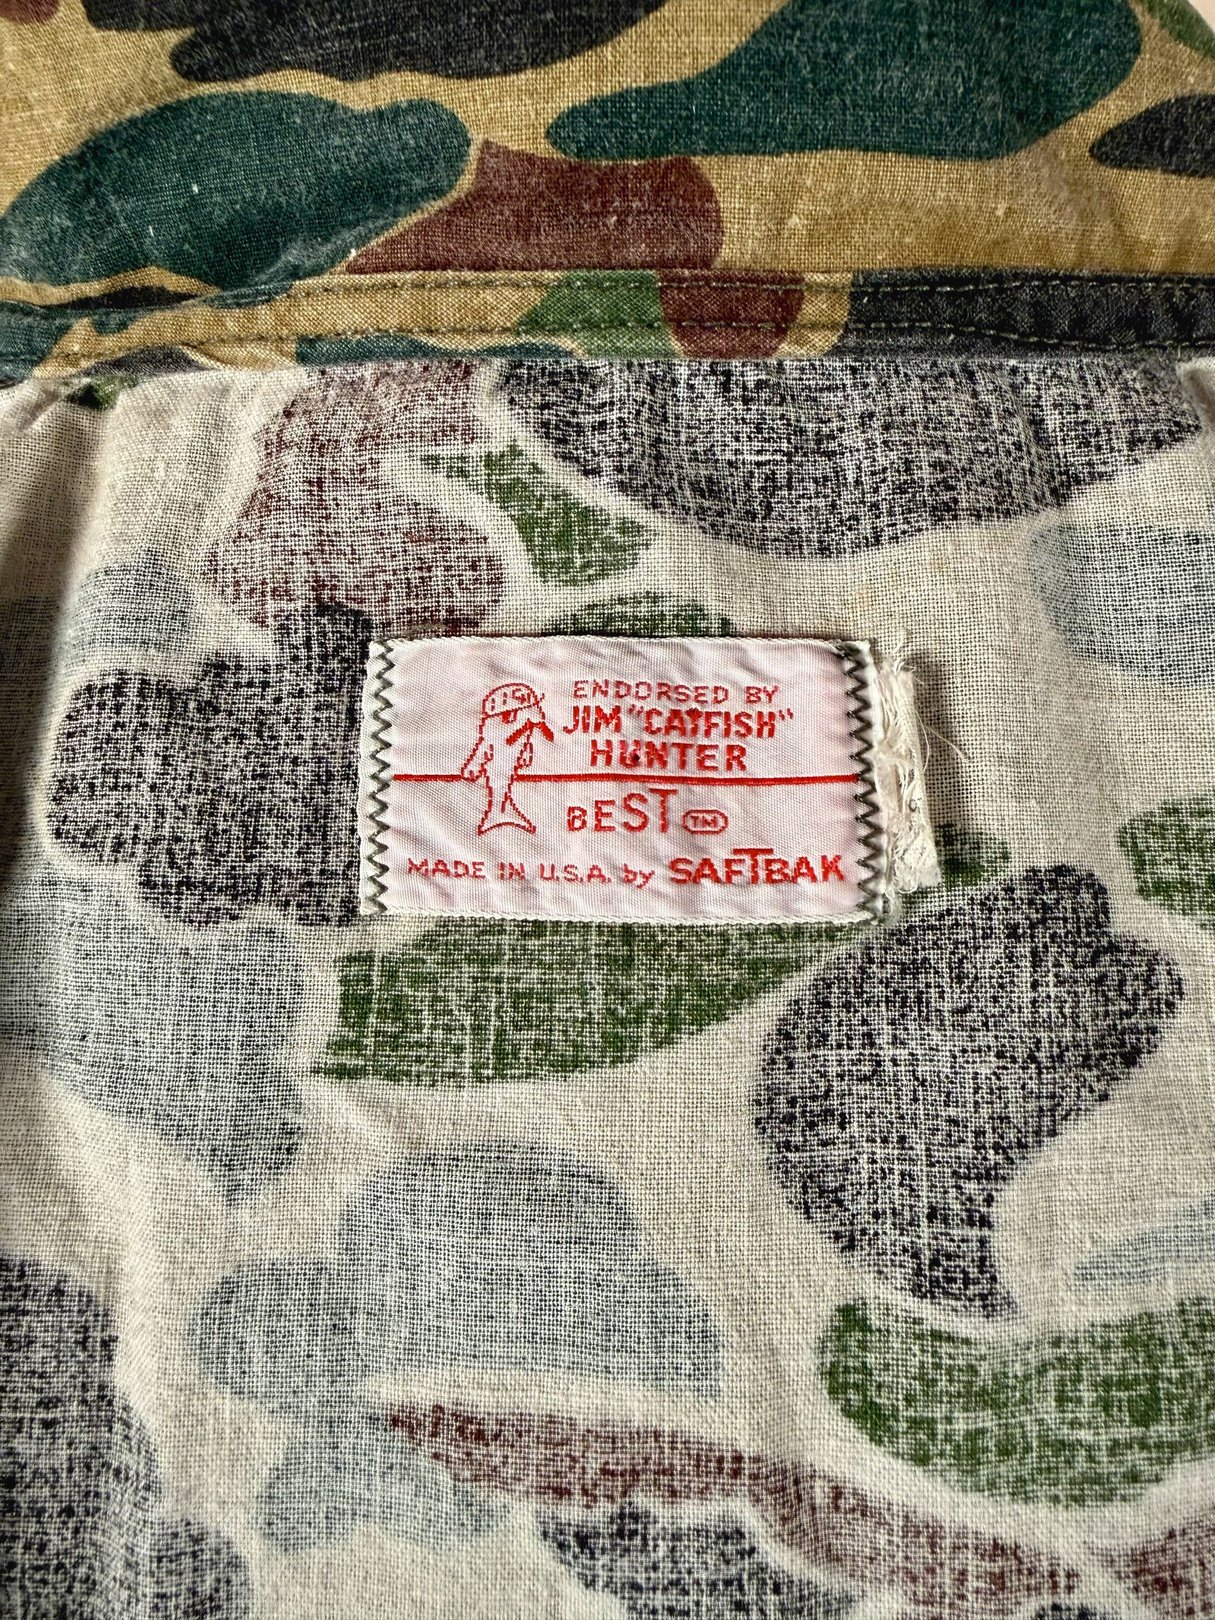 ENDORSED BY
JIM "CATFISH"
HUNTER
BEST TM
MADE IN U.S.A. by SAFTBAK